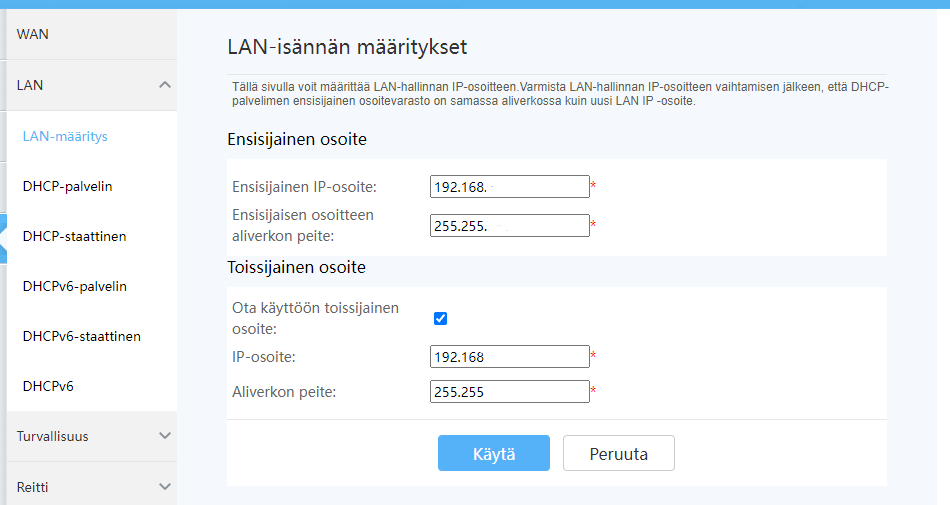 WAN
LAN
LAN-määritys
DHCP-palvelin
DHCP-staattinen
DHCPv6-palvelin
DHCPv6-staattinen
DHCPv6
Turvallisuus
Reitti
LAN-isännän määritykset
Tällä sivulla voit määrittää LAN-hallinnan IP-osoitteen.Varmista LAN-hallinnan IP-osoitteen vaihtamisen jälkeen, että DHCP-
palvelimen ensisijainen osoitevarasto on samassa aliverkossa kuin uusi LAN IP -osoite.
Ensisijainen osoite
Ensisijainen IP-osoite: 192.168. *
Ensisijaisen osoitteen
aliverkon peite: 255.255. *
Toissijainen osoite
Ota käyttöön toissijainen
osoite:
IP-osoite: 192.168 *
Aliverkon peite: 255.255 *
Käytä Peruuta